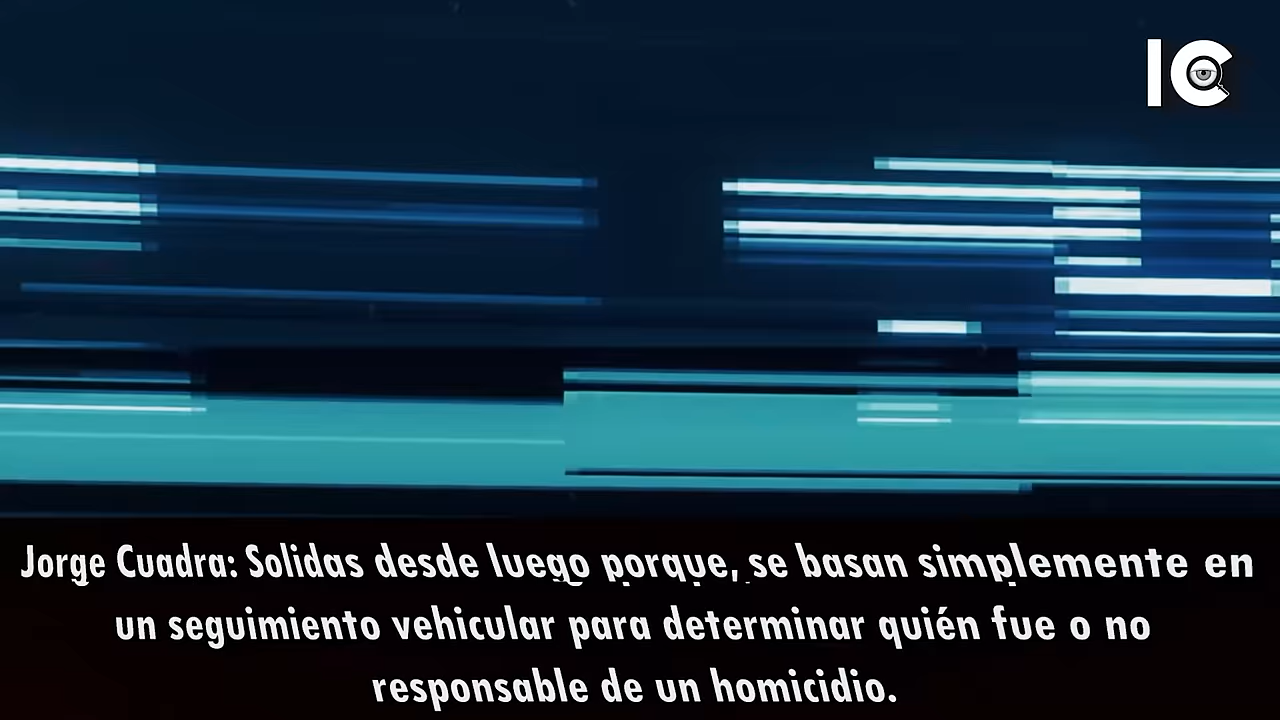 IC
Jorge Cuadra: Solidas desde luego porque, se basan simplemente en
un seguimiento vehicular para determinar quién fue o no
responsable de un homicidio.